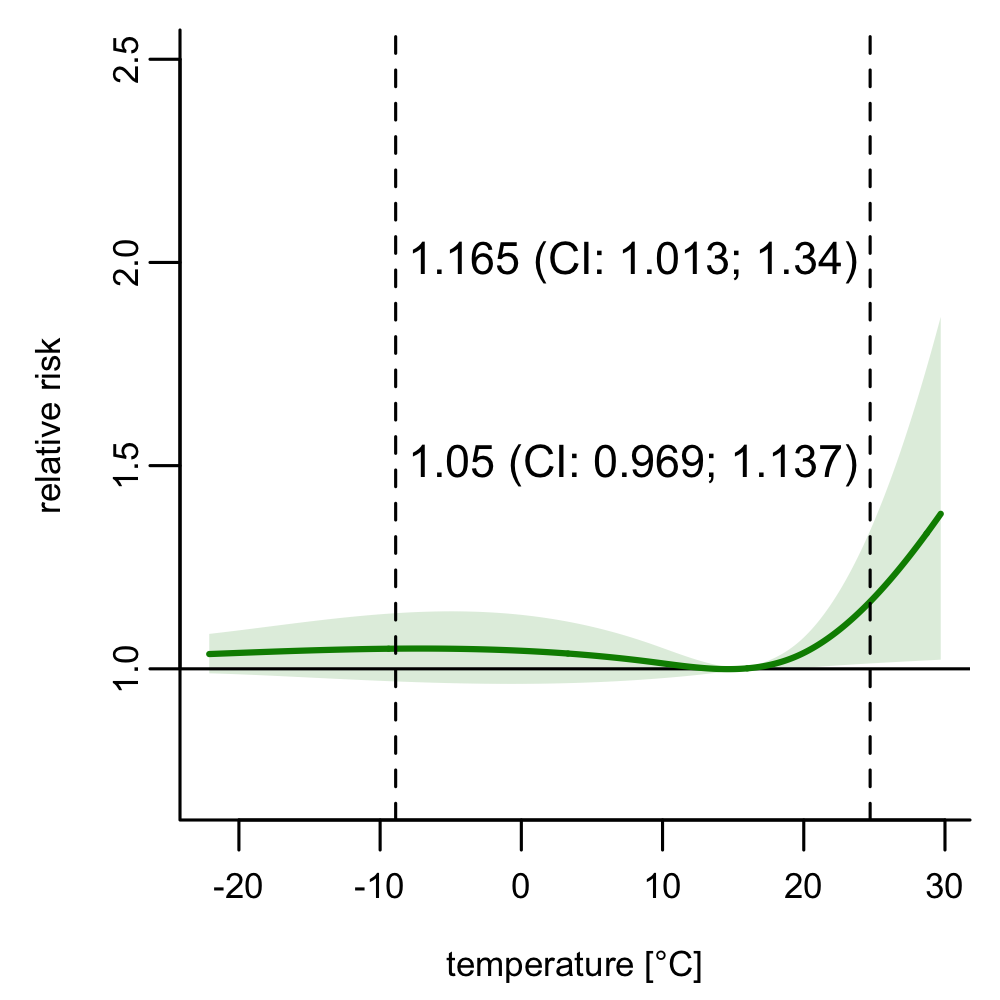 2.5
2.0
1.5
1.0
relative risk
1.165 (CI: 1.013; 1.34)
1.05 (CI: 0.969; 1.137)
-20 -10 0 10 20 30
temperature [°C]